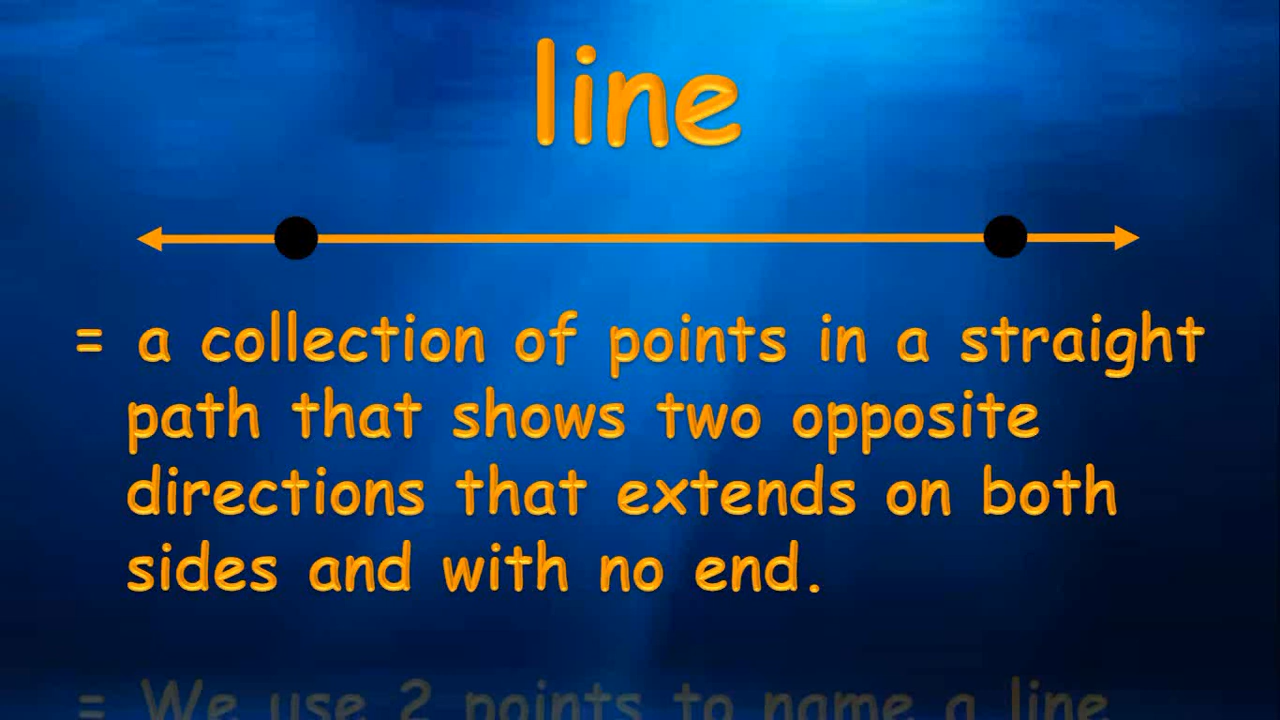 line
= a collection of points in a straight
path that shows two opposite
directions that extends on both
sides and with no end.
= We use 2 points to name a line